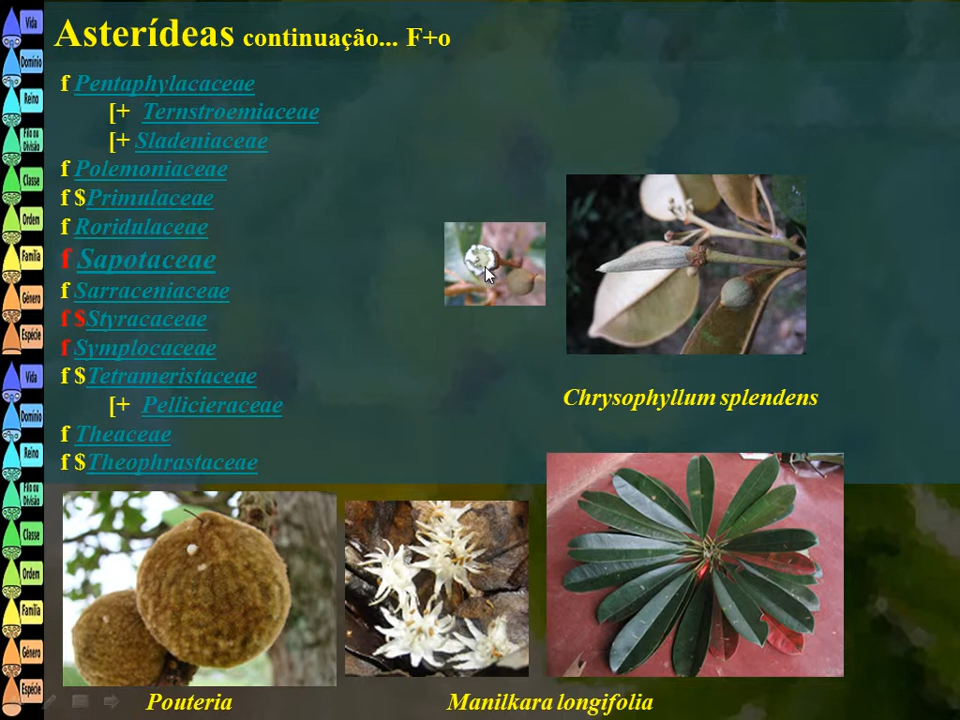 Asterídeas continuação... F+o
f Pentaphylacaceae
[+ Ternstroemiaceae
[+ Sladeniaceae
f Polemoniaceae
f $Primulaceae
f Roridulaceae
f Sapotaceae
f Sarraceniaceae
f $Styracaceae
f Symplocaceae
f $Tetrameristaceae
[+ Pellicieraceae
f Theaceae
f $Theophrastaceae
Chrysophyllum splendens
Pouteria
Manilkara longifolia
Vida
Domínio
Reino
Filo ou
Divisão
Classe
Ordem
Família
Gênero
Espécie
Vida
Domínio
Reino
Filo ou
Divisão
Classe
Ordem
Família
Gênero
Espécie